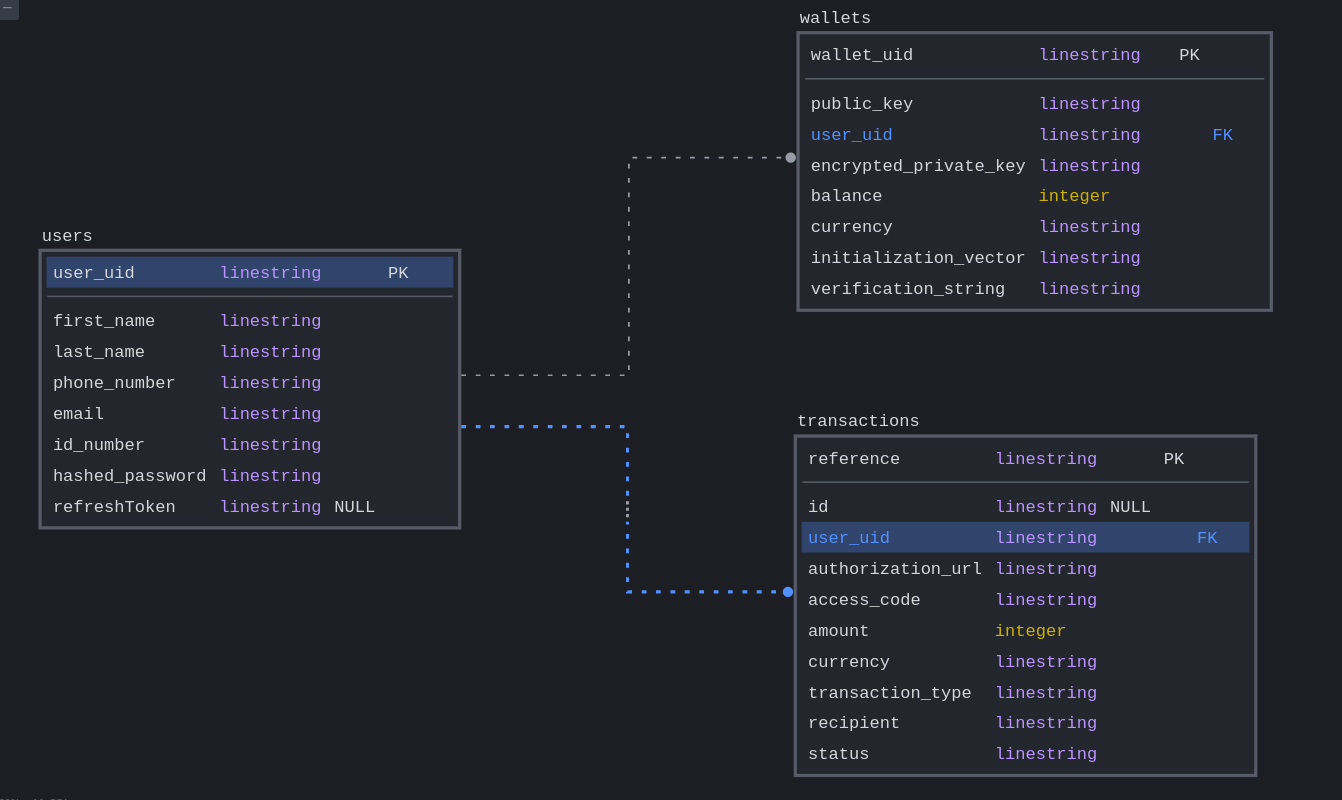 wallets
wallet_uid linestring PK
public_key linestring
user_uid linestring FK
encrypted_private_key linestring
balance integer
currency linestring
initialization_vector linestring
verification_string linestring
users
user_uid linestring PK
first_name linestring
last_name linestring
phone_number linestring
email linestring
id_number linestring
hashed_password linestring
refreshToken linestring NULL
transactions
reference linestring PK
id linestring NULL
user_uid linestring FK
authorization_url linestring
access_code linestring
amount integer
currency linestring
transaction_type linestring
recipient linestring
status linestring